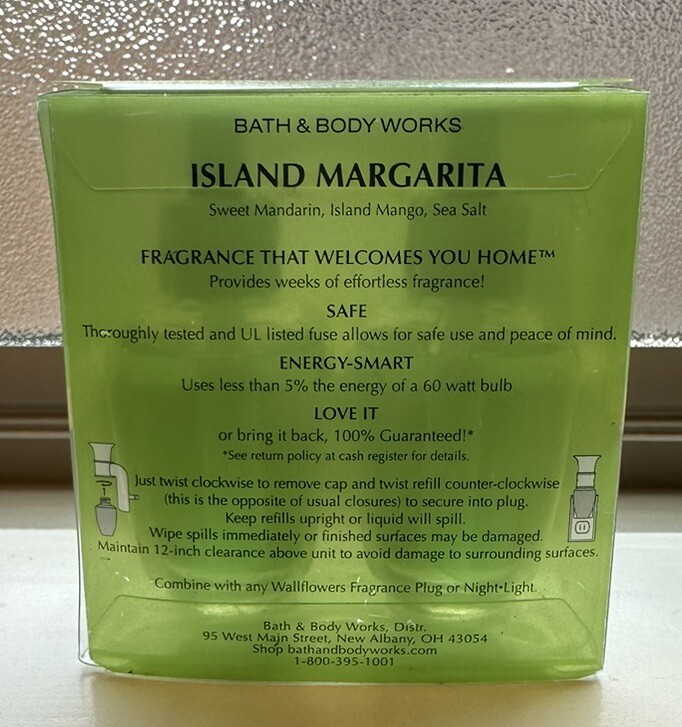 BATH & BODY WORKS
ISLAND MARGARITA
Sweet Mandarin, Island Mango, Sea Salt
FRAGRANCE THAT WELCOMES YOU HOME™
Provides weeks of effortless fragrance!
SAFE
Thoroughly tested and UL listed fuse allows for safe use and peace of mind.
ENERGY-SMART
Uses less than 5% the energy of a 60 watt bulb
LOVE IT
or bring it back, 100% Guaranteed!*
*See return policy at cash register for details.
Just twist clockwise to remove cap and twist refill counter-clockwise
(this is the opposite of usual closures) to secure into plug.
Keep refills upright or liquid will spill.
Wipe spills immediately or finished surfaces may be damaged.
Maintain 12-inch clearance above unit to avoid damage to surrounding surfaces.
Combine with any Wallflowers Fragrance Plug or Night•Light.
Bath & Body Works, Distr.
95 West Main Street, New Albany, OH 43054
Shop bathandbodyworks.com
1-800-395-1001